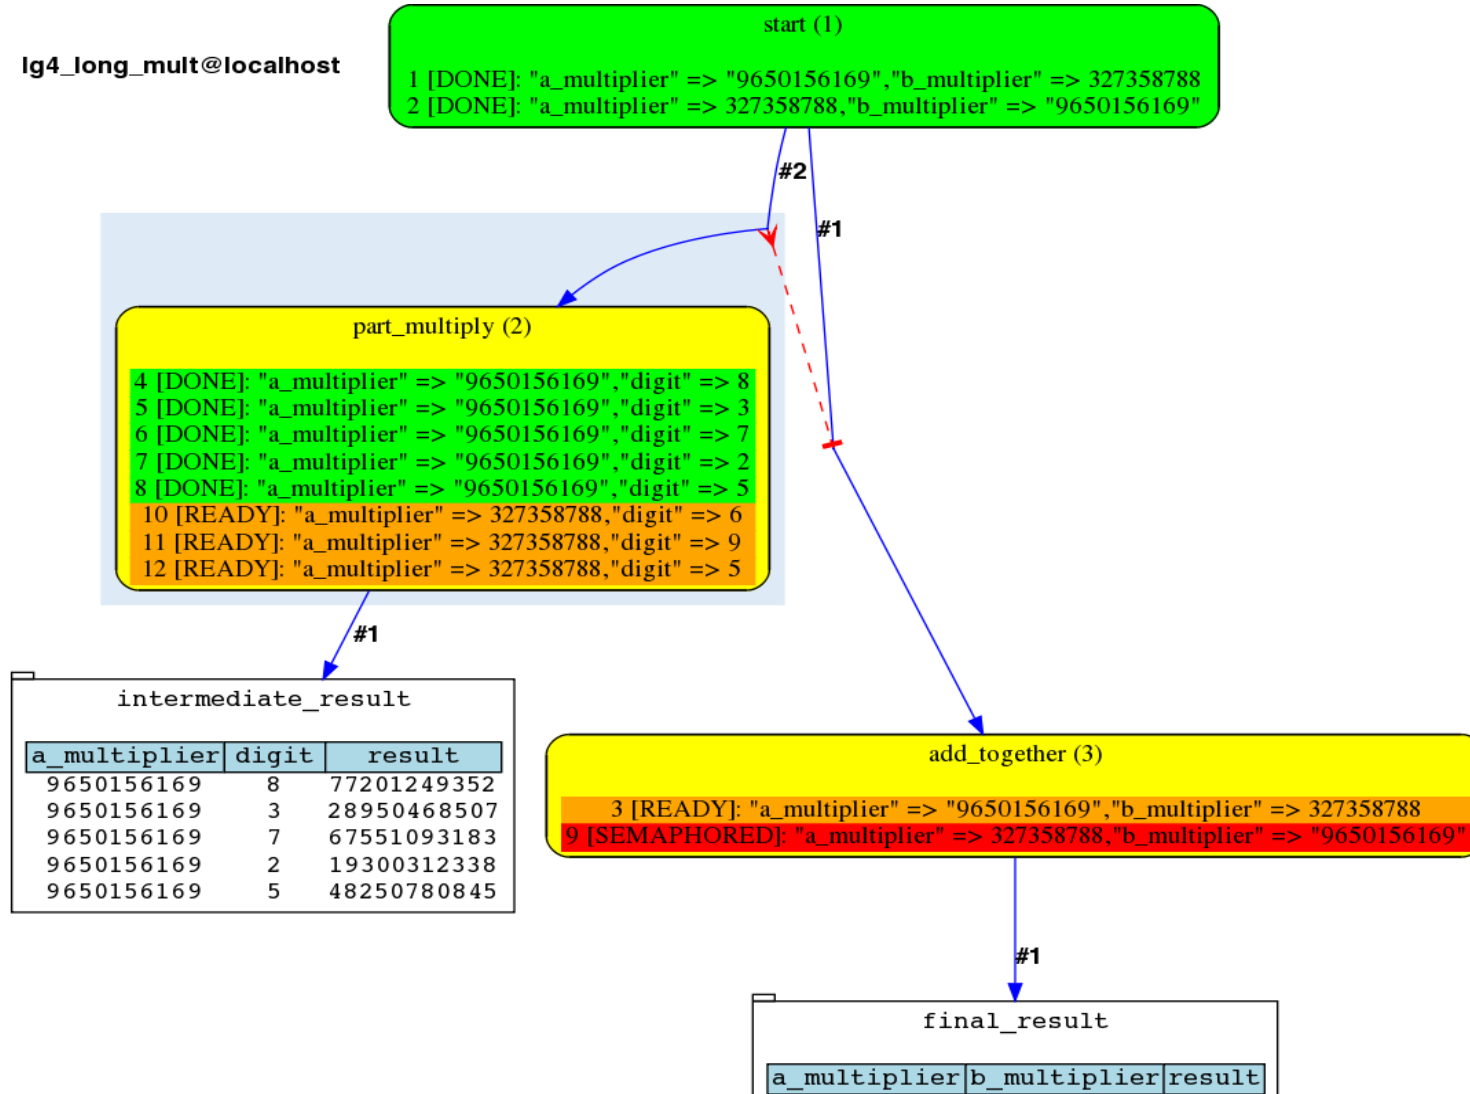 lg4_long_mult@localhost
start (1)
1 [DONE]: "a_multiplier" => "9650156169","b_multiplier" => 327358788
2 [DONE]: "a_multiplier" => 327358788,"b_multiplier" => "9650156169"
#2
#1
part_multiply (2)
4 [DONE]: "a_multiplier" => "9650156169","digit" => 8
5 [DONE]: "a_multiplier" => "9650156169","digit" => 3
6 [DONE]: "a_multiplier" => "9650156169","digit" => 7
7 [DONE]: "a_multiplier" => "9650156169","digit" => 2
8 [DONE]: "a_multiplier" => "9650156169","digit" => 5
10 [READY]: "a_multiplier" => 327358788,"digit" => 6
11 [READY]: "a_multiplier" => 327358788,"digit" => 9
12 [READY]: "a_multiplier" => 327358788,"digit" => 5
#1
intermediate_result
a_multiplier digit result
9650156169 8 77201249352
9650156169 3 28950468507
9650156169 7 67551093183
9650156169 2 19300312338
9650156169 5 48250780845
add_together (3)
3 [READY]: "a_multiplier" => "9650156169","b_multiplier" => 327358788
9 [SEMAPHORED]: "a_multiplier" => 327358788,"b_multiplier" => "9650156169"
#1
final_result
a_multiplier b_multiplier result